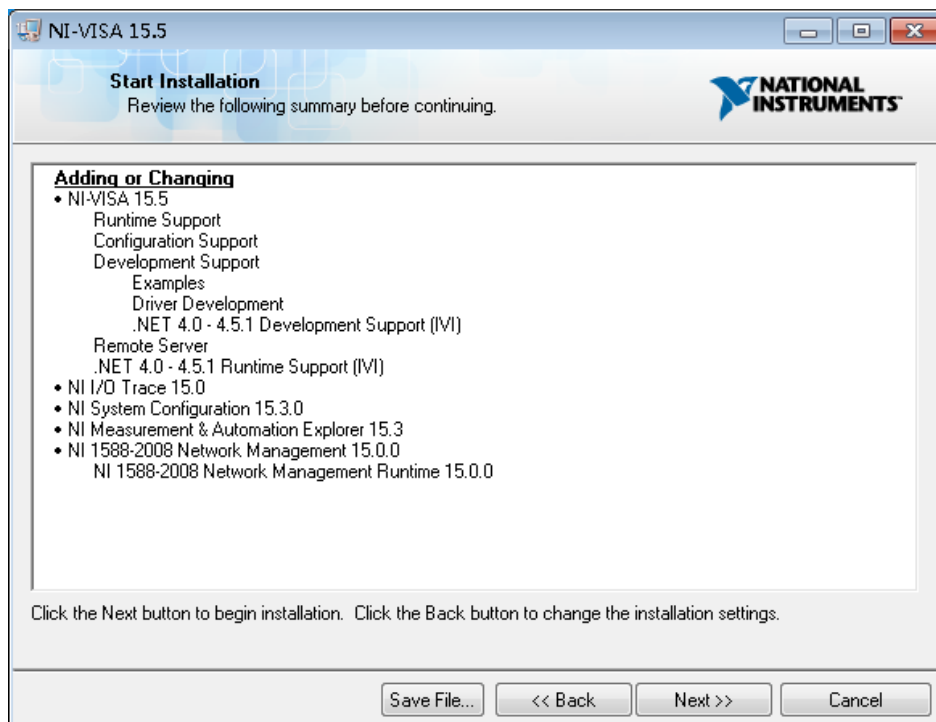 NI-VISA 15.5
Start Installation
Review the following summary before continuing.
NATIONAL
INSTRUMENTS
Adding or Changing
• NI-VISA 15.5
Runtime Support
Configuration Support
Development Support
Examples
Driver Development
.NET 4.0 - 4.5.1 Development Support (IVI)
Remote Server
.NET 4.0 - 4.5.1 Runtime Support (IVI)
• NI I/O Trace 15.0
• NI System Configuration 15.3.0
• NI Measurement & Automation Explorer 15.3
• NI 1588-2008 Network Management 15.0.0
NI 1588-2008 Network Management Runtime 15.0.0
Click the Next button to begin installation. Click the Back button to change the installation settings.
Save File... << Back Next >> Cancel